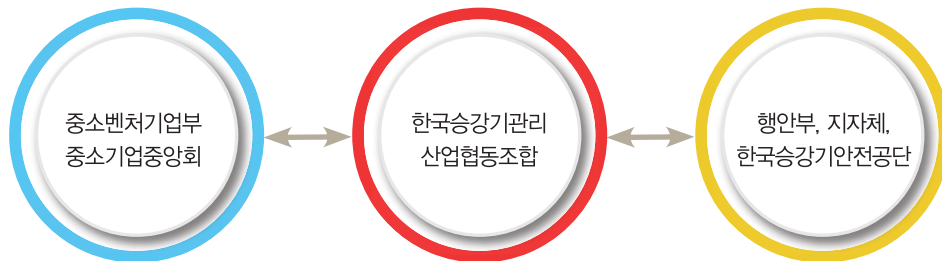 중소벤처기업부
중소기업중앙회
한국승강기관리
산업협동조합
행안부, 지자체,
한국승강기안전공단